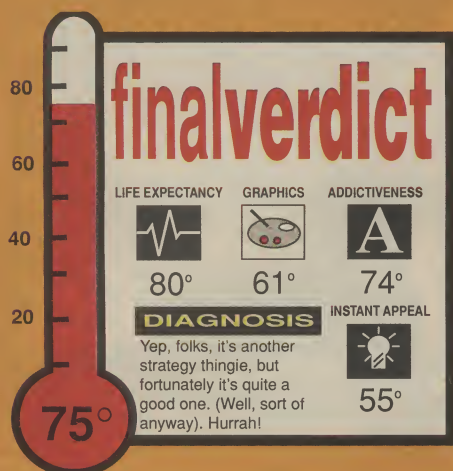 80
60
40
20
75°
finalverdict
LIFE EXPECTANCY GRAPHICS ADDICTIVENESS
A
80° 61° 74°
DIAGNOSIS
Yep, folks, it's another
strategy thingie, but
fortunately it's quite a
good one. (Well, sort of
anyway). Hurrah!
INSTANT APPEAL
55°